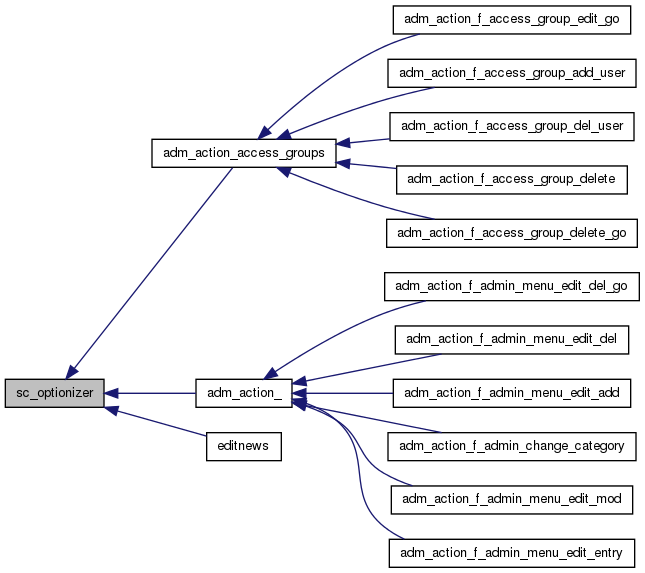 adm_action_f_access_group_edit_go
adm_action_f_access_group_add_user
adm_action_f_access_group_del_user
adm_action_access_groups
adm_action_f_access_group_delete
adm_action_f_access_group_delete_go
adm_action_f_admin_menu_edit_del_go
adm_action_f_admin_menu_edit_del
sc_optionizer
adm_action_
adm_action_f_admin_menu_edit_add
editnews
adm_action_f_admin_change_category
adm_action_f_admin_menu_edit_mod
adm_action_f_admin_menu_edit_entry